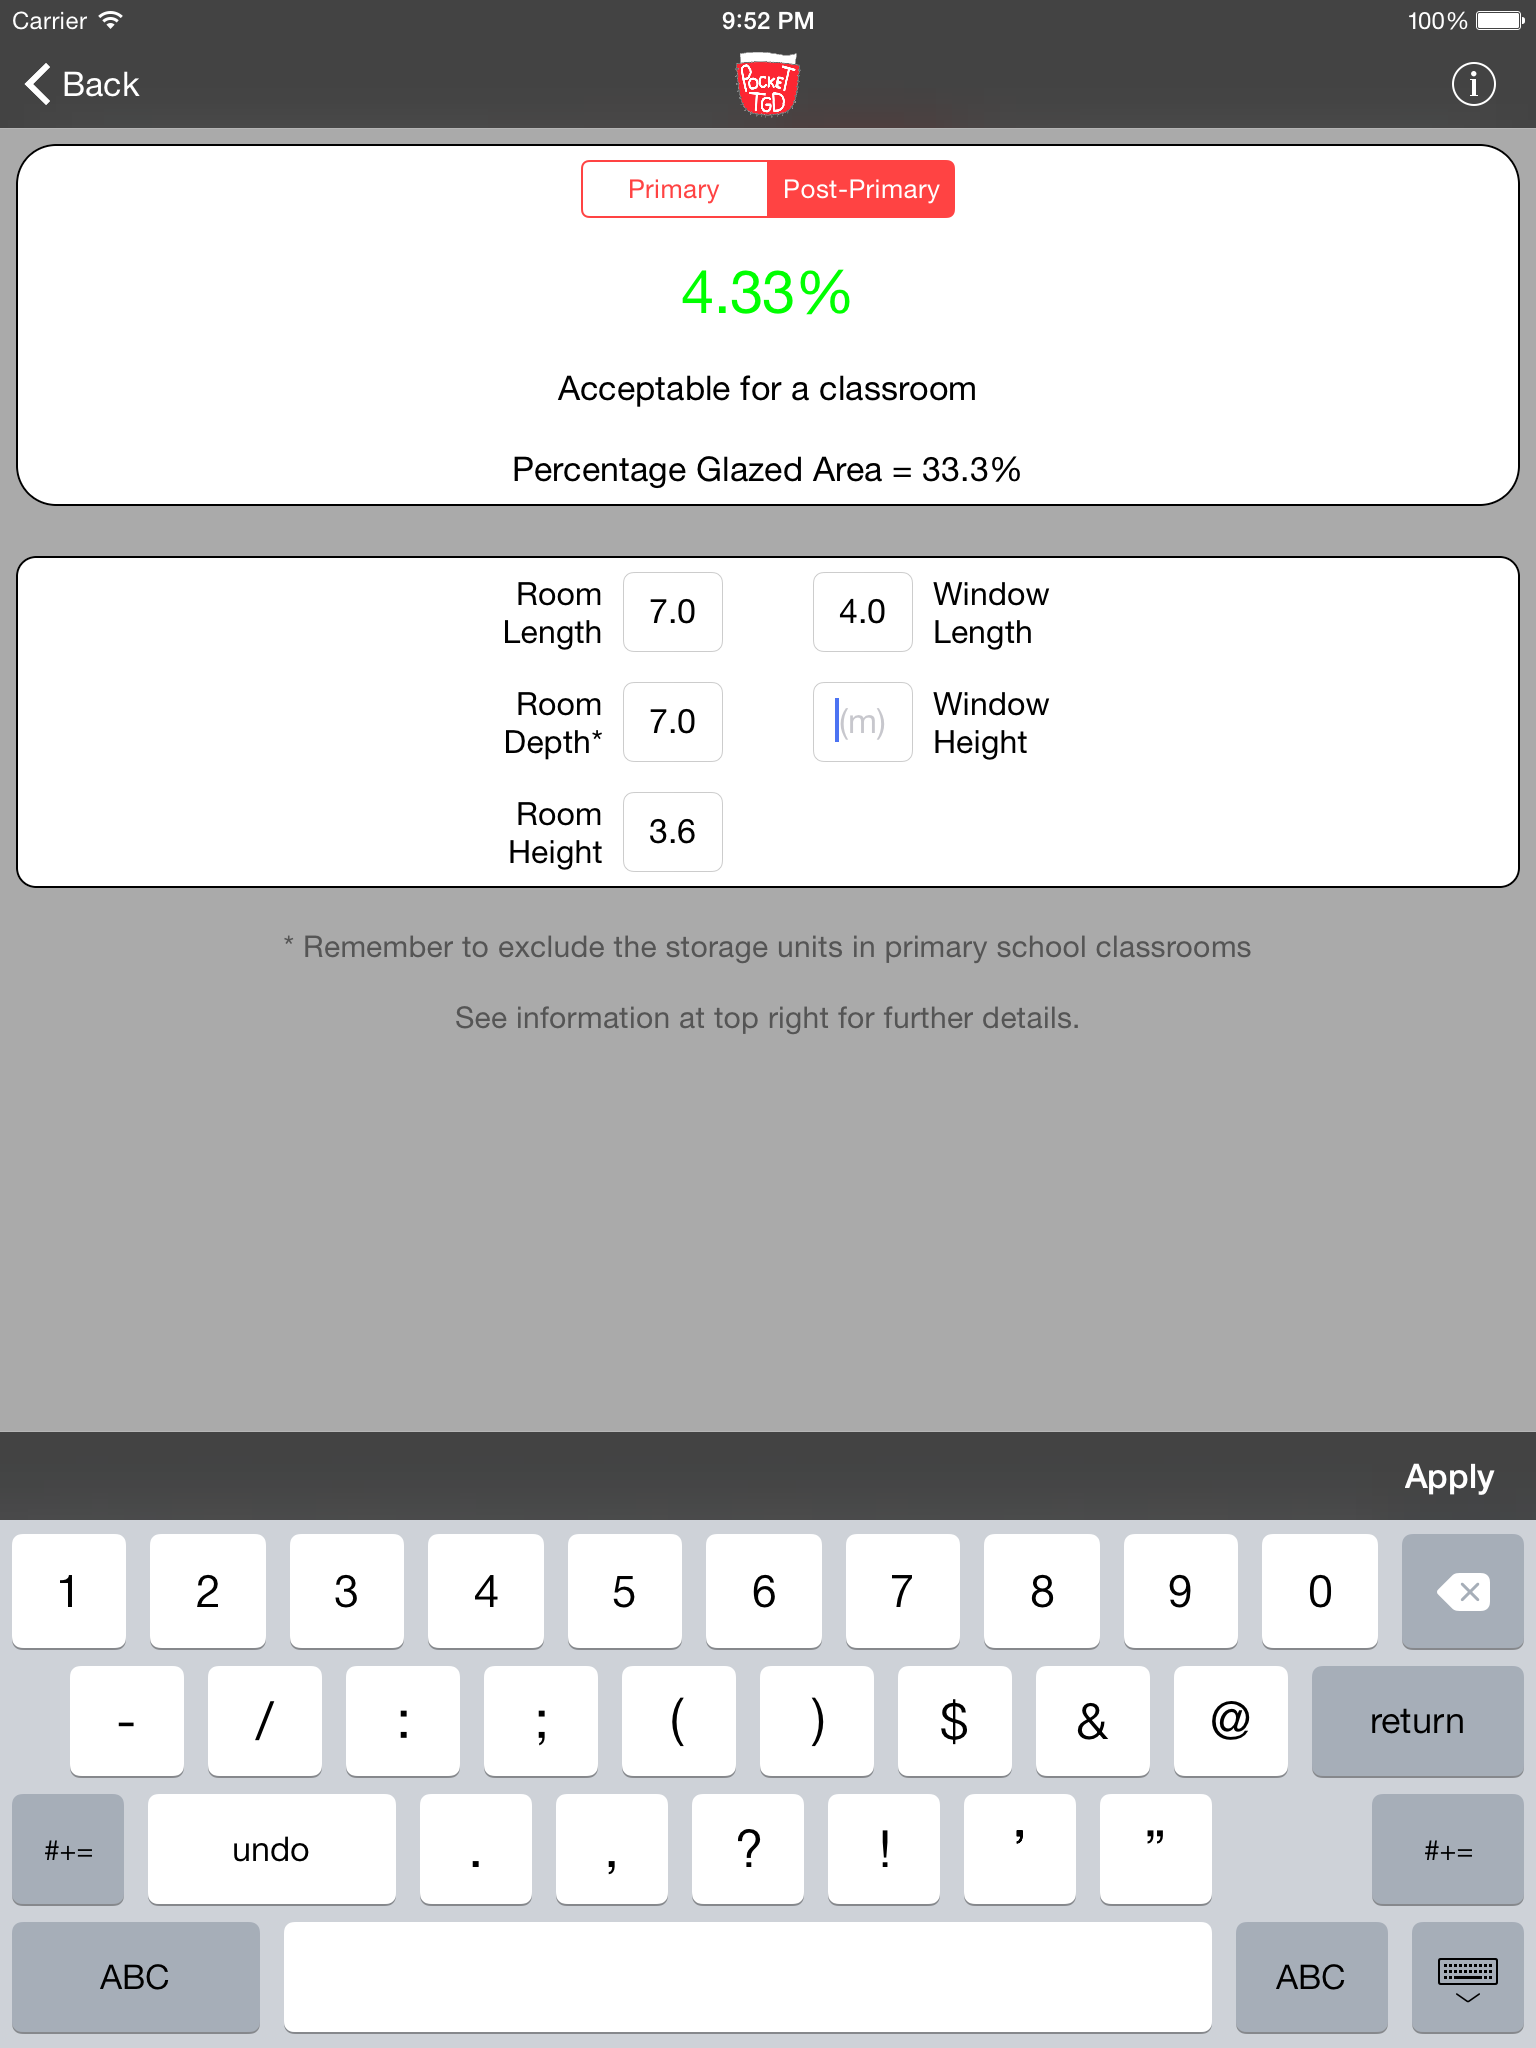 Carrier 9:52 PM 100%
Back
POCKET
TGD
i
Primary Post-Primary
4.33%
Acceptable for a classroom
Percentage Glazed Area = 33.3%
Room Length 7.0 4.0 Window Length
Room Depth* 7.0 (m) Window Height
Room Height 3.6
* Remember to exclude the storage units in primary school classrooms
See information at top right for further details.
Apply
1 2 3 4 5 6 7 8 9 0
- / : ; ( ) $ & @ return
#+= undo . , ? ! ’ ” #+=
ABC ABC